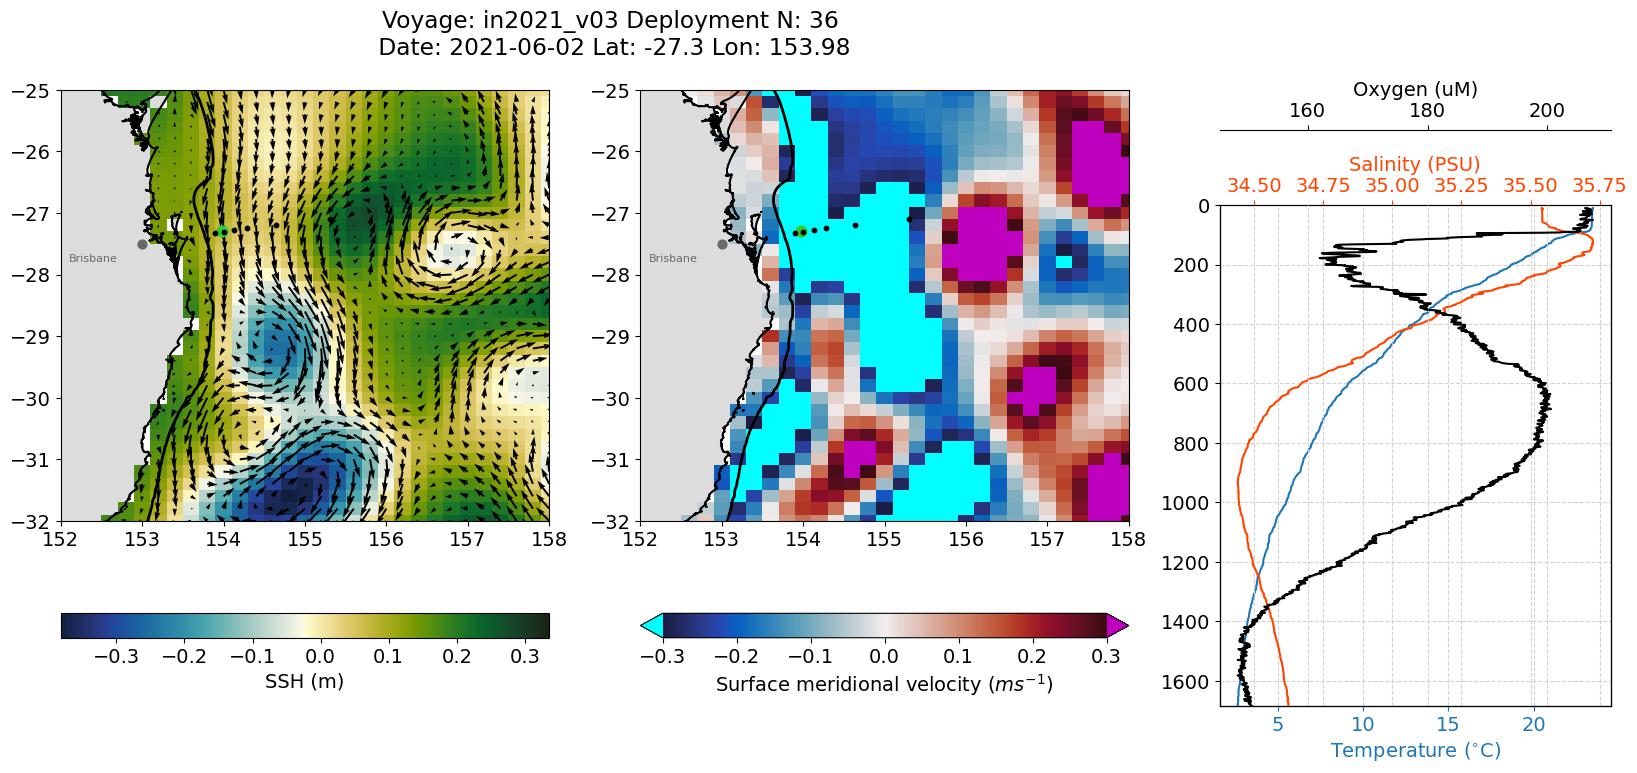 Voyage: in2021_v03 Deployment N: 36
Date: 2021-06-02 Lat: -27.3 Lon: 153.98
−25
−26
−27
−28
−29
−30
−31
−32
152 153 154 155 156 157 158
Brisbane
−0.3 −0.2 −0.1 0.0 0.1 0.2 0.3
SSH (m)
−25
−26
−27
−28
−29
−30
−31
−32
152 153 154 155 156 157 158
Brisbane
−0.3 −0.2 −0.1 0.0 0.1 0.2 0.3
Surface meridional velocity (ms⁻¹)
Oxygen (uM)
160 180 200
Salinity (PSU)
34.50 34.75 35.00 35.25 35.50 35.75
0
200
400
600
800
1000
1200
1400
1600
5 10 15 20
Temperature (°C)